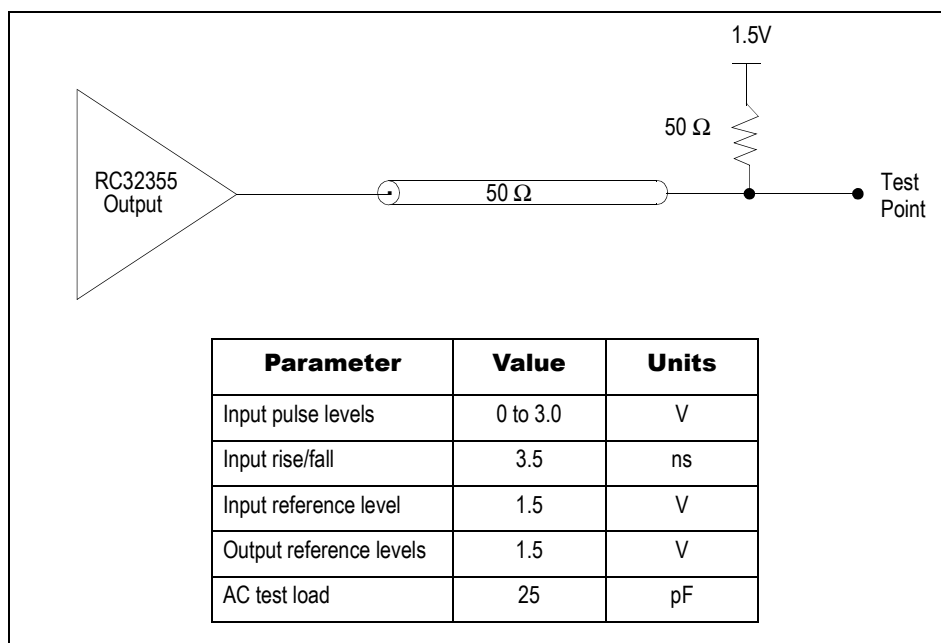 1.5V
50 Ω
RC32355
Output
50 Ω
Test
Point
Parameter Value Units
Input pulse levels 0 to 3.0 V
Input rise/fall 3.5 ns
Input reference level 1.5 V
Output reference levels 1.5 V
AC test load 25 pF